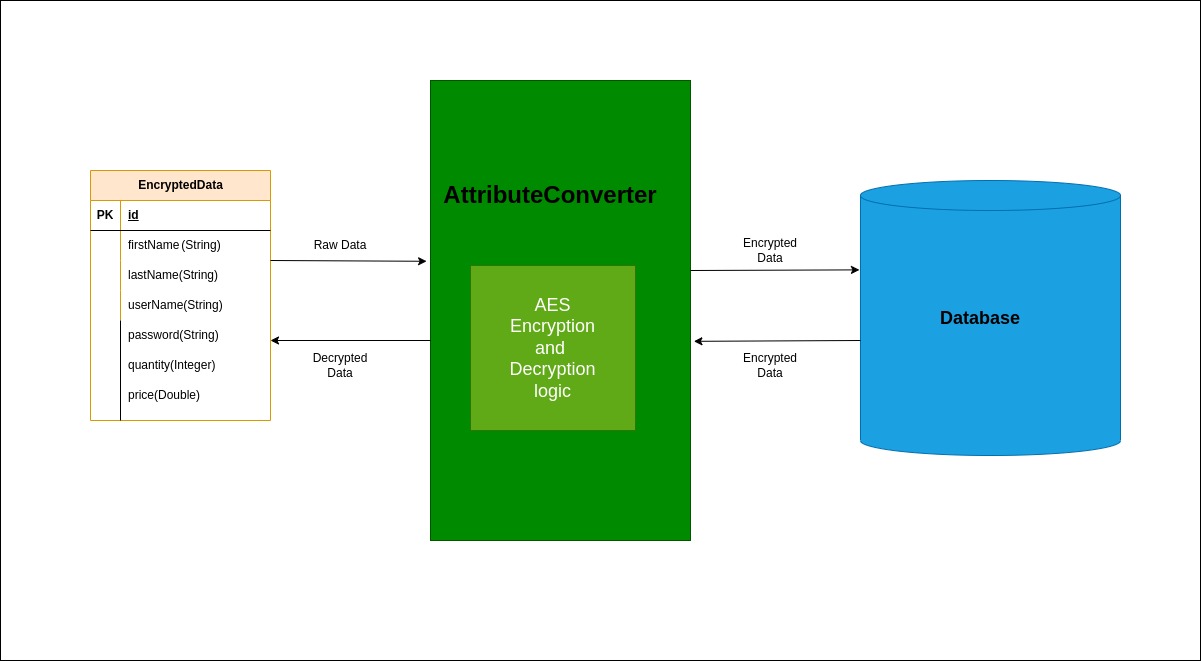 EncryptedData
PK id
firstName (String)
lastName(String)
userName(String)
password(String)
quantity(Integer)
price(Double)
Raw Data
Decrypted
Data
AttributeConverter
AES
Encryption
and
Decryption
logic
Encrypted
Data
Encrypted
Data
Database